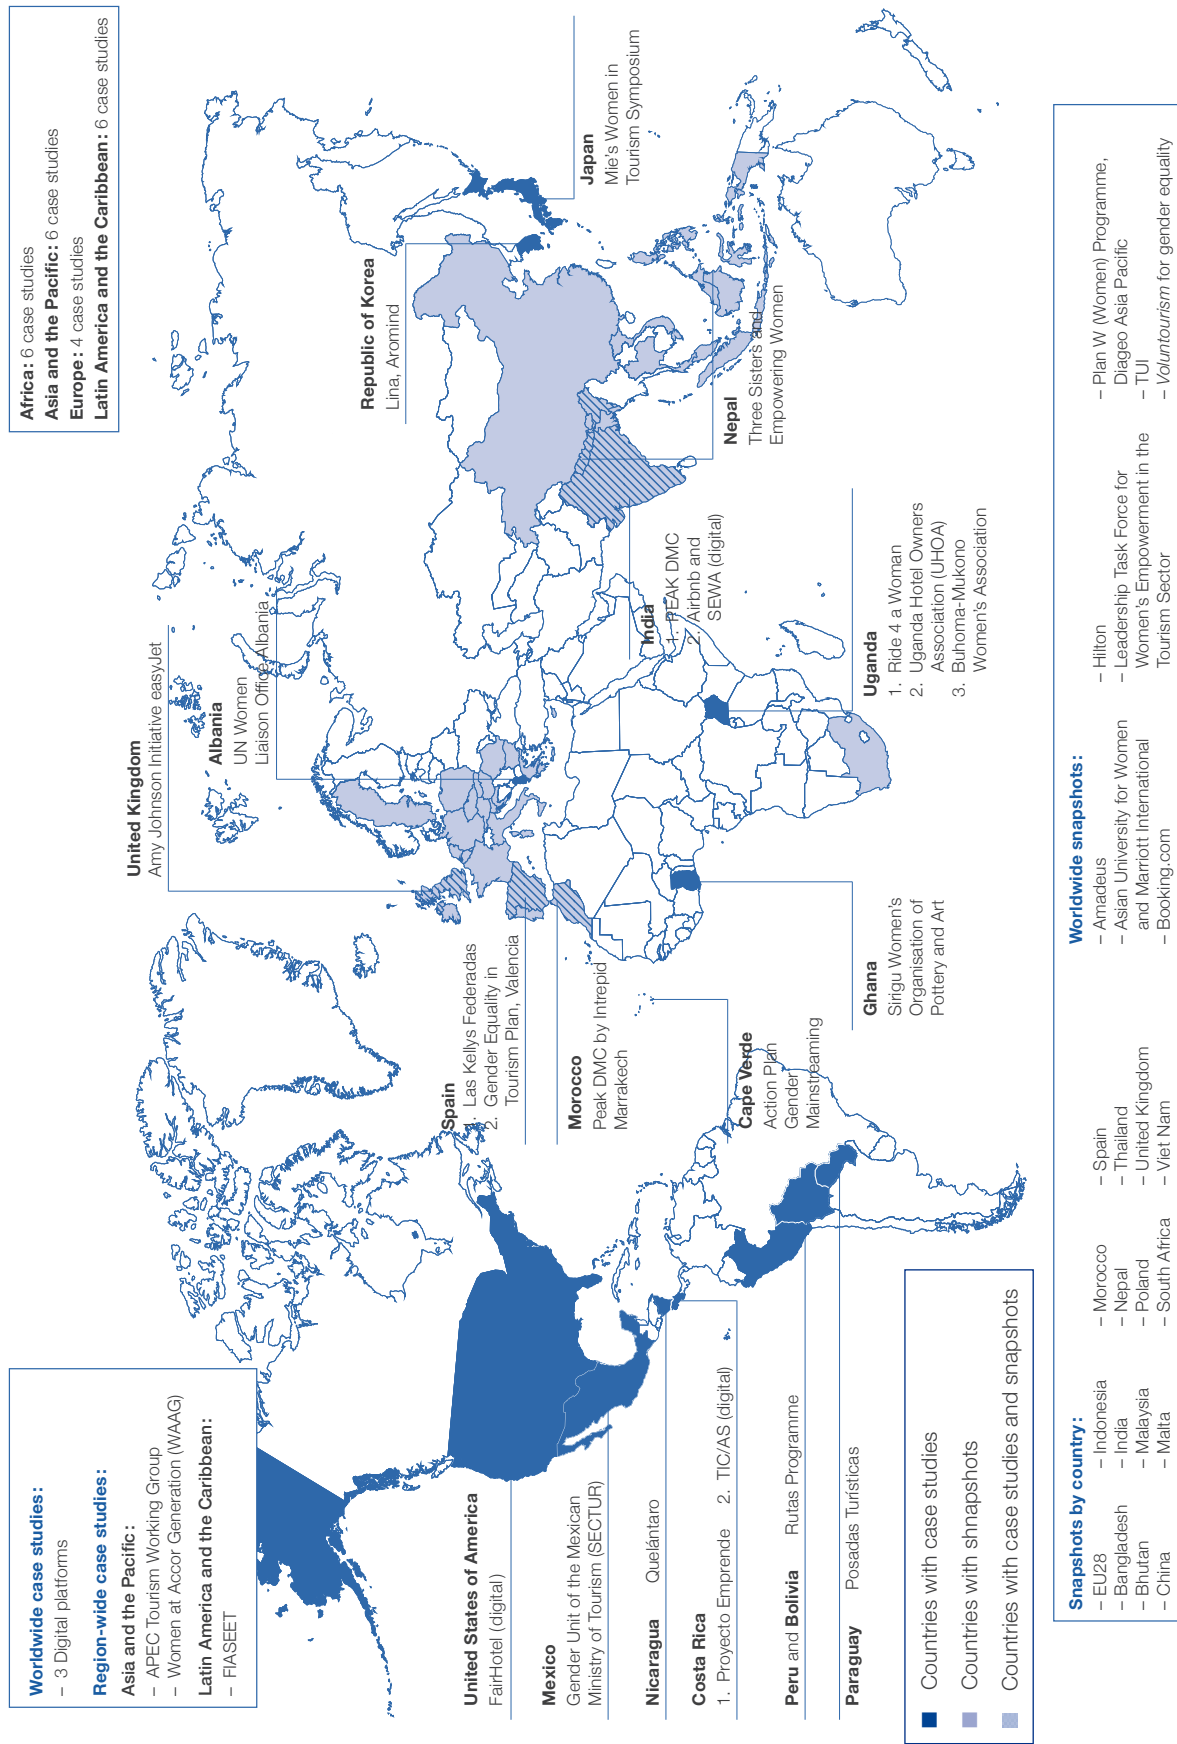 Worldwide case studies:
– 3 Digital platforms
Region-wide case studies:
Asia and the Pacific:
– APEC Tourism Working Group
– Women at Accor Generation (WAAG)
Latin America and the Caribbean:
– FIASEET
Africa: 6 case studies
Asia and the Pacific: 6 case studies
Europe: 4 case studies
Latin America and the Caribbean: 6 case studies
United Kingdom
Amy Johnson Initiative easyJet
Albania
UN Women
Liaison Office Albania
Republic of Korea
Lina, Aromind
Japan
Mie's Women in
Tourism Symposium
Spain
1. Las Kellys Federadas
2. Gender Equality in
Tourism Plan, Valencia
Morocco
Peak DMC by Intrepid
Marrakech
Nepal
Three Sisters and
Empowering Women
India
1. PEAK DMC
2. Airbnb and
SEWA (digital)
United States of America
FairHotel (digital)
Mexico
Gender Unit of the Mexican
Ministry of Tourism (SECTUR)
Nicaragua Quelántaro
Costa Rica
1. Proyecto Emprende 2. TIC/AS (digital)
Cape Verde
Action Plan
Gender
Mainstreaming
Peru and Bolivia Rutas Programme
Paraguay Posadas Turísticas
Ghana
Sirigu Women's
Organisation of
Pottery and Art
Uganda
1. Ride 4 a Woman
2. Uganda Hotel Owners
Association (UHOA)
3. Buhoma-Mukono
Women's Association
Countries with case studies
Countries with shnapshots
Countries with case studies and snapshots
Snapshots by country:
– EU28
– Bangladesh
– Bhutan
– China
– Indonesia
– India
– Malaysia
– Malta
– Morocco
– Nepal
– Poland
– South Africa
– Spain
– Thailand
– United Kingdom
– Viet Nam
Worldwide snapshots:
– Amadeus
– Asian University for Women
and Marriott International
– Booking.com
– Hilton
– Leadership Task Force for
Women's Empowerment in the
Tourism Sector
– Plan W (Women) Programme,
Diageo Asia Pacific
– TUI
– Voluntourism for gender equality